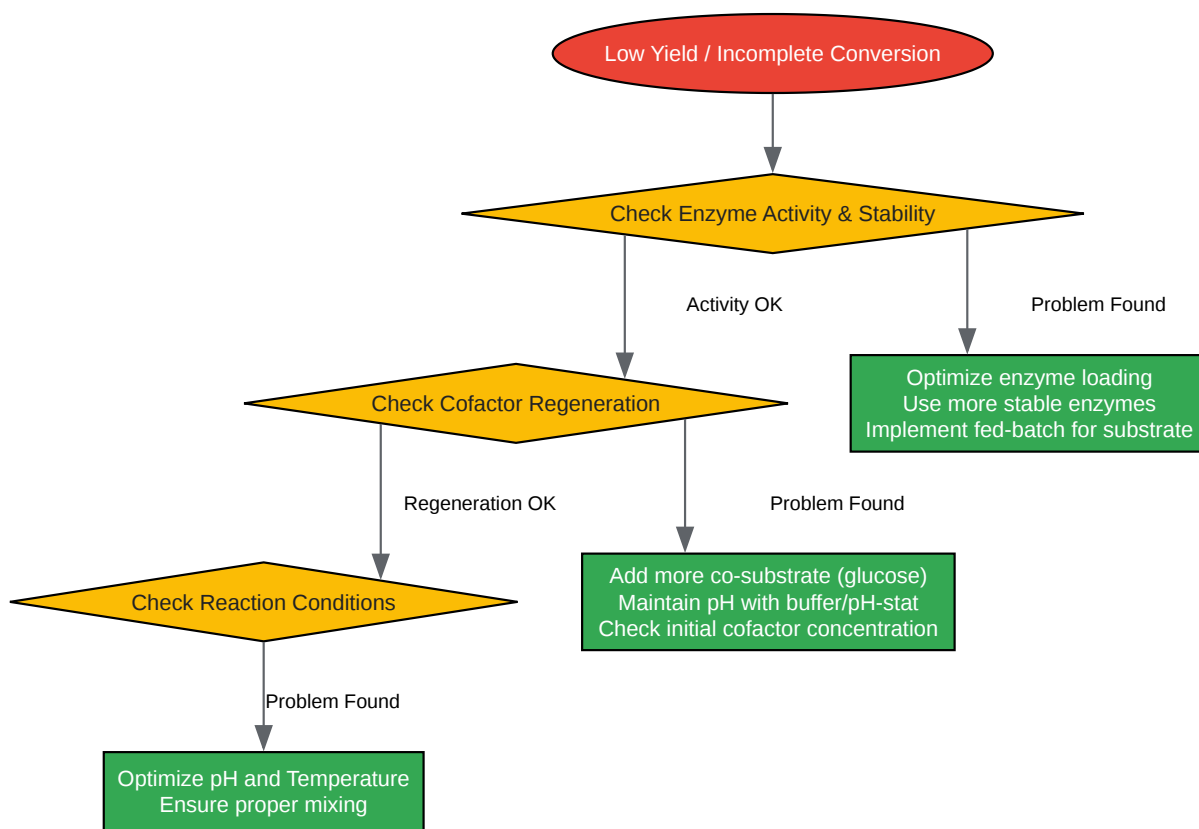 Low Yield / Incomplete Conversion
Check Enzyme Activity & Stability
Activity OK
Problem Found
Optimize enzyme loading
Use more stable enzymes
Implement fed-batch for substrate
Check Cofactor Regeneration
Regeneration OK
Problem Found
Add more co-substrate (glucose)
Maintain pH with buffer/pH-stat
Check initial cofactor concentration
Check Reaction Conditions
Problem Found
Optimize pH and Temperature
Ensure proper mixing